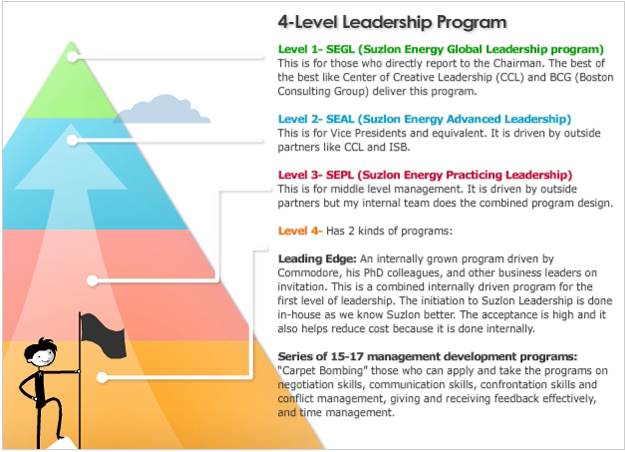 4-Level Leadership Program
Level 1- SEGL (Suzlon Energy Global Leadership program)
This is for those who directly report to the Chairman. The best of
the best like Center of Creative Leadership (CCL) and BCG (Boston
Consulting Group) deliver this program.
Level 2- SEAL (Suzlon Energy Advanced Leadership)
This is for Vice Presidents and equivalent. It is driven by outside
partners like CCL and ISB.
Level 3- SEPL (Suzlon Energy Practicing Leadership)
This is for middle level management. It is driven by outside
partners but my internal team does the combined program design.
Level 4- Has 2 kinds of programs:
Leading Edge: An internally grown program driven by
Commodore, his PhD colleagues, and other business leaders on
invitation. This is a combined internally driven program for the
first level of leadership. The initiation to Suzlon Leadership is done
in-house as we know Suzlon better. The acceptance is high and it
also helps reduce cost because it is done internally.
Series of 15-17 management development programs:
“Carpet Bombing” those who can apply and take the programs on
negotiation skills, communication skills, confrontation skills and
conflict management, giving and receiving feedback effectively,
and time management.